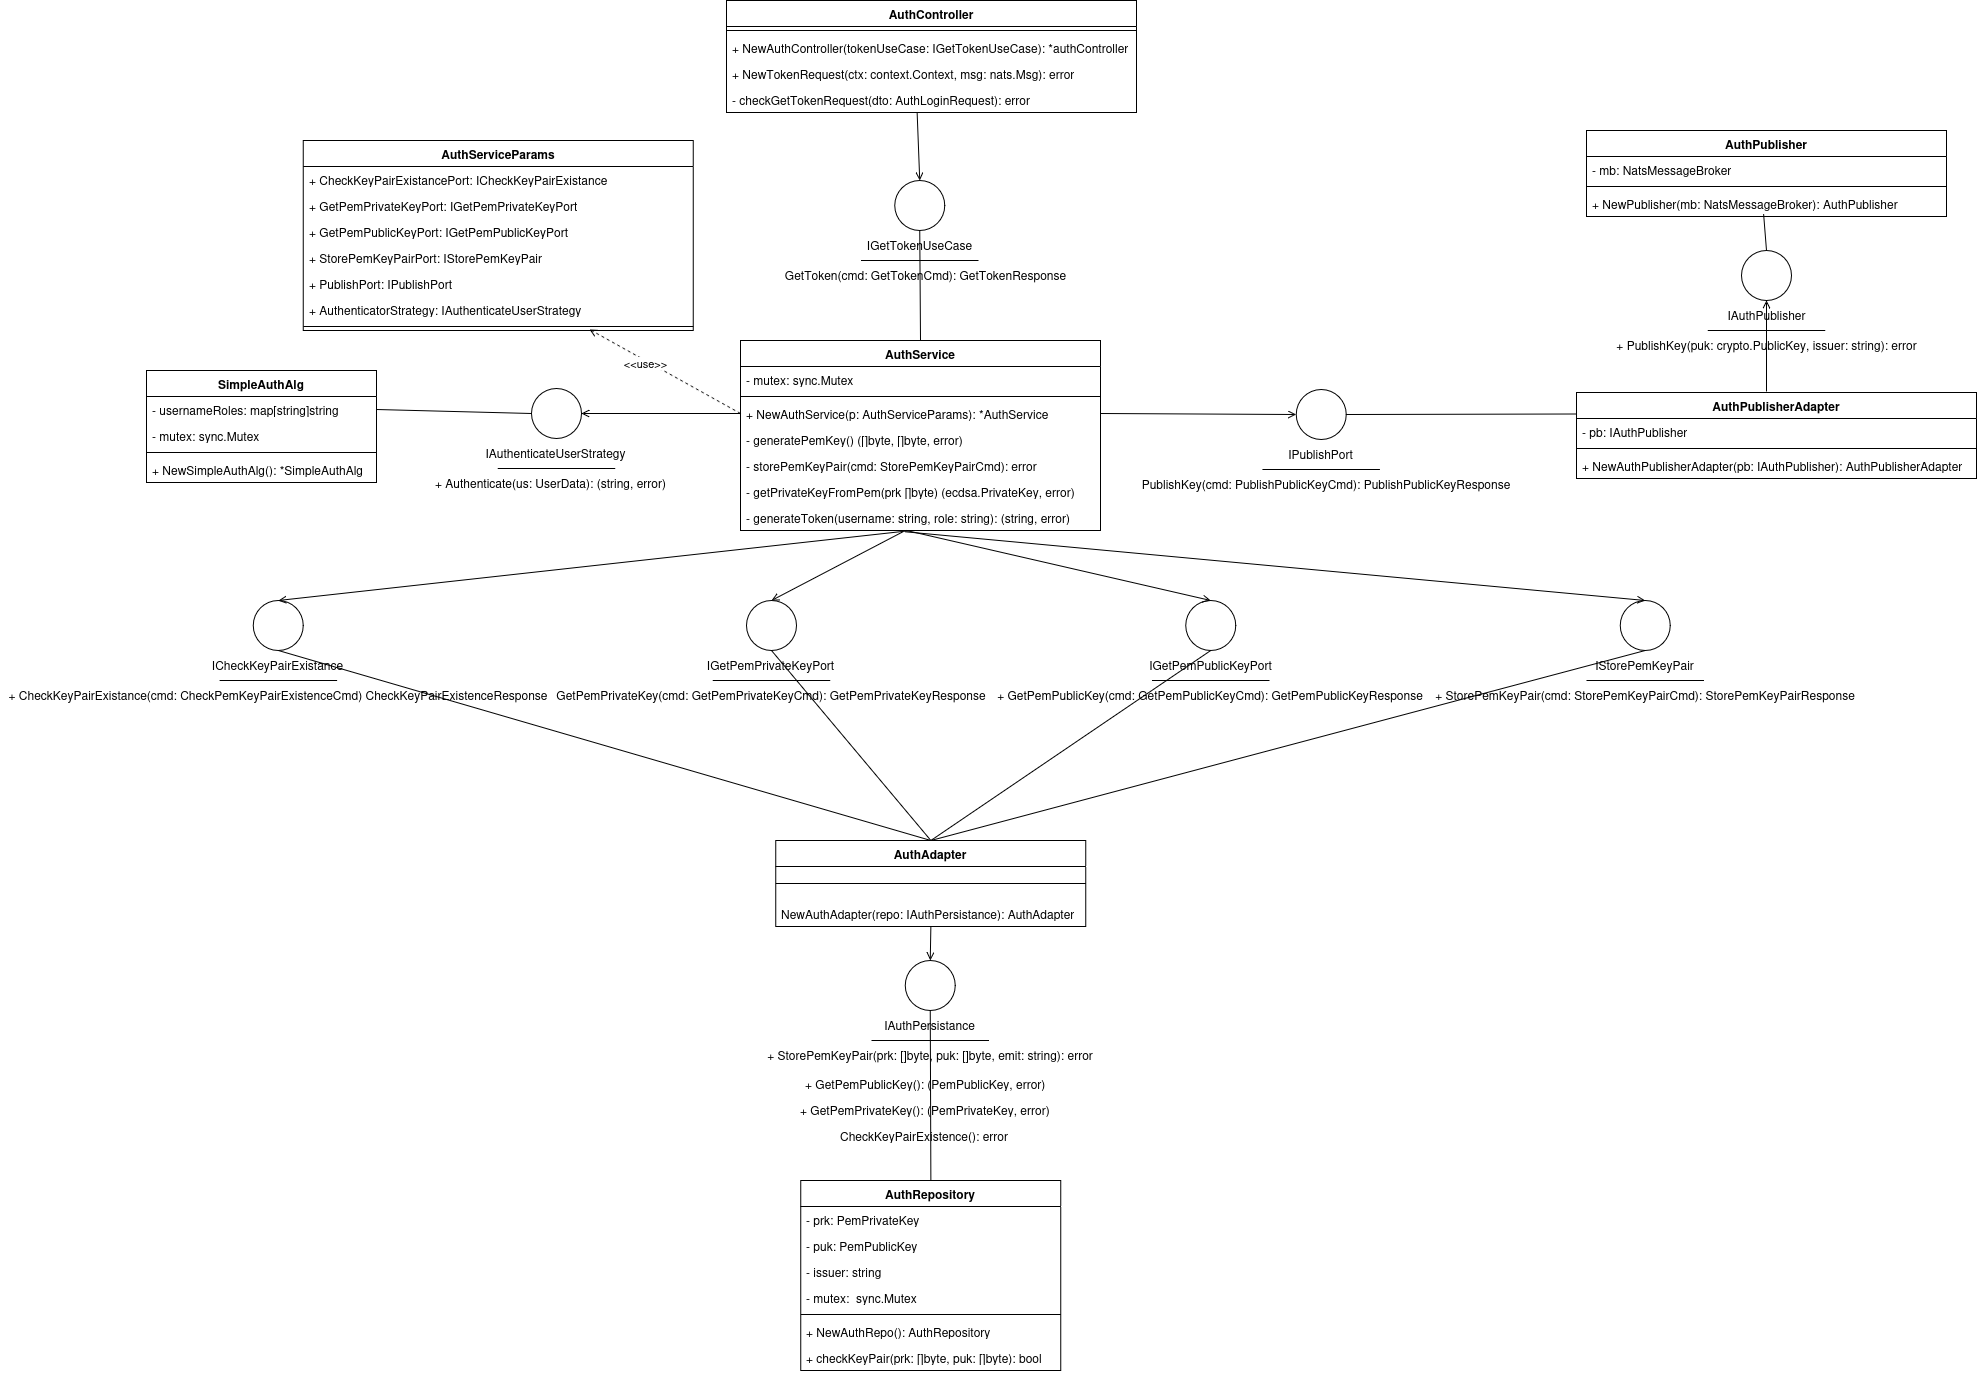 AuthController
+ NewAuthController(tokenUseCase: IGetTokenUseCase): *authController
+ NewTokenRequest(ctx: context.Context, msg: nats.Msg): error
- checkGetTokenRequest(dto: AuthLoginRequest): error
AuthServiceParams
+ CheckKeyPairExistancePort: ICheckKeyPairExistance
+ GetPemPrivateKeyPort: IGetPemPrivateKeyPort
+ GetPemPublicKeyPort: IGetPemPublicKeyPort
+ StorePemKeyPairPort: IStorePemKeyPair
+ PublishPort: IPublishPort
+ AuthenticatorStrategy: IAuthenticateUserStrategy
IGetTokenUseCase
GetToken(cmd: GetTokenCmd): GetTokenResponse
AuthPublisher
- mb: NatsMessageBroker
+ NewPublisher(mb: NatsMessageBroker): AuthPublisher
IAuthPublisher
+ PublishKey(puk: crypto.PublicKey, issuer: string): error
<<use>>
SimpleAuthAlg
- usernameRoles: map[string]string
- mutex: sync.Mutex
+ NewSimpleAuthAlg(): *SimpleAuthAlg
IAuthenticateUserStrategy
+ Authenticate(us: UserData): (string, error)
AuthService
- mutex: sync.Mutex
+ NewAuthService(p: AuthServiceParams): *AuthService
- generatePemKey() ([]byte, []byte, error)
- storePemKeyPair(cmd: StorePemKeyPairCmd): error
- getPrivateKeyFromPem(prk []byte) (ecdsa.PrivateKey, error)
- generateToken(username: string, role: string): (string, error)
IPublishPort
PublishKey(cmd: PublishPublicKeyCmd): PublishPublicKeyResponse
AuthPublisherAdapter
- pb: IAuthPublisher
+ NewAuthPublisherAdapter(pb: IAuthPublisher): AuthPublisherAdapter
ICheckKeyPairExistance
+ CheckKeyPairExistance(cmd: CheckPemKeyPairExistenceCmd) CheckKeyPairExistenceResponse
IGetPemPrivateKeyPort
GetPemPrivateKey(cmd: GetPemPrivateKeyCmd): GetPemPrivateKeyResponse
IGetPemPublicKeyPort
+ GetPemPublicKey(cmd: GetPemPublicKeyCmd): GetPemPublicKeyResponse
IStorePemKeyPair
+ StorePemKeyPair(cmd: StorePemKeyPairCmd): StorePemKeyPairResponse
AuthAdapter
NewAuthAdapter(repo: IAuthPersistance): AuthAdapter
IAuthPersistance
+ StorePemKeyPair(prk: []byte, puk: []byte, emit: string): error
+ GetPemPublicKey(): (PemPublicKey, error)
+ GetPemPrivateKey(): (PemPrivateKey, error)
CheckKeyPairExistence(): error
AuthRepository
- prk: PemPrivateKey
- puk: PemPublicKey
- issuer: string
- mutex:  sync.Mutex
+ NewAuthRepo(): AuthRepository
+ checkKeyPair(prk: []byte, puk: []byte): bool